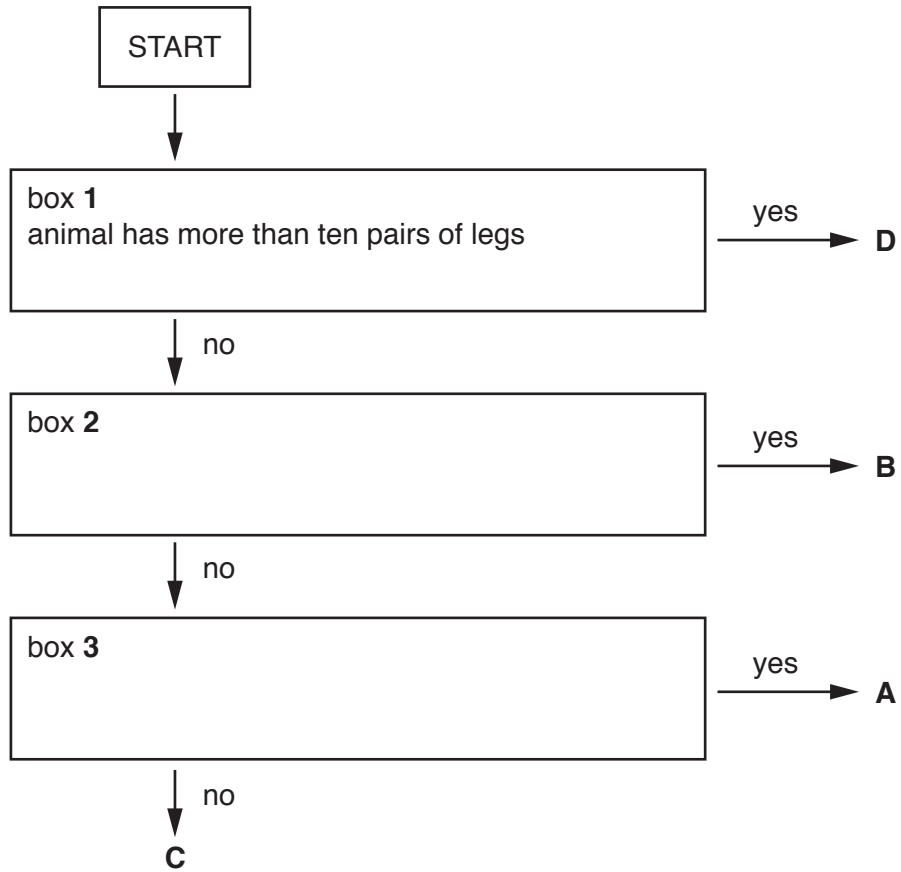 START
box 1
animal has more than ten pairs of legs
yes
D
no
box 2
yes
B
no
box 3
yes
A
no
C